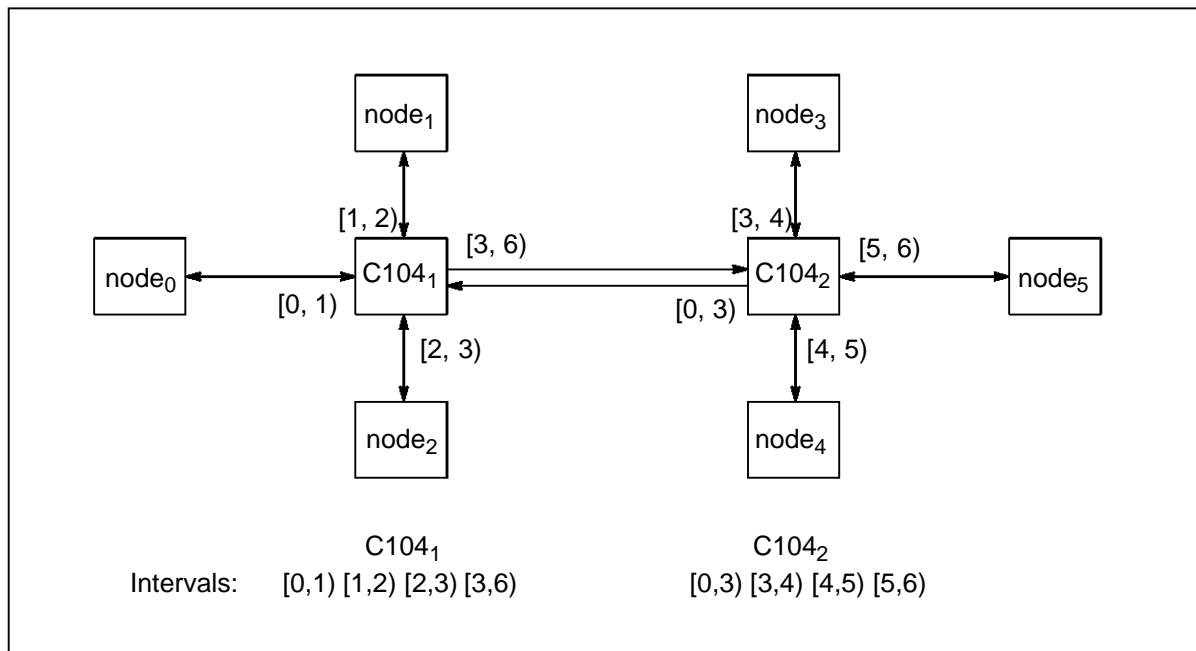 node1 node3
[1, 2) [3, 6) [3, 4) [5, 6)
node0 C1041 C1042 node5
[0, 1) [0, 3)
[2, 3) [4, 5)
node2 node4
C1041 C1042
Intervals: [0,1) [1,2) [2,3) [3,6) [0,3) [3,4) [4,5) [5,6)